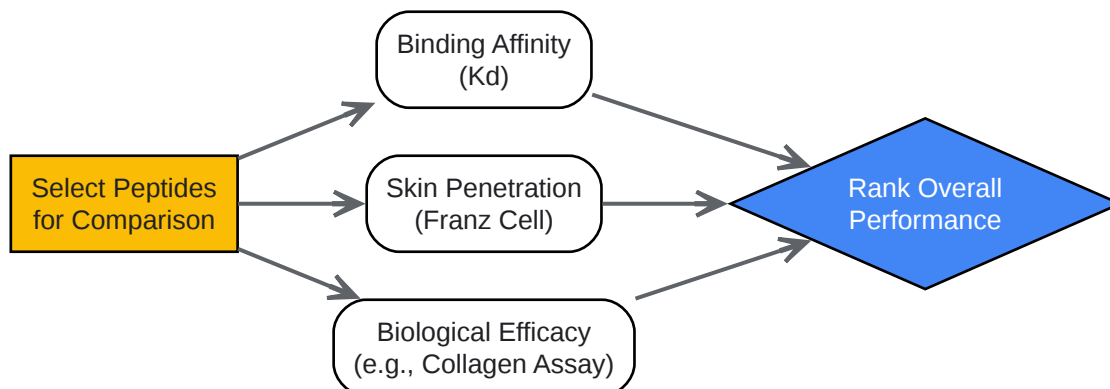 Binding Affinity
(Kd)
Select Peptides
for Comparison
Skin Penetration
(Franz Cell)
Rank Overall
Performance
Biological Efficacy
(e.g., Collagen Assay)